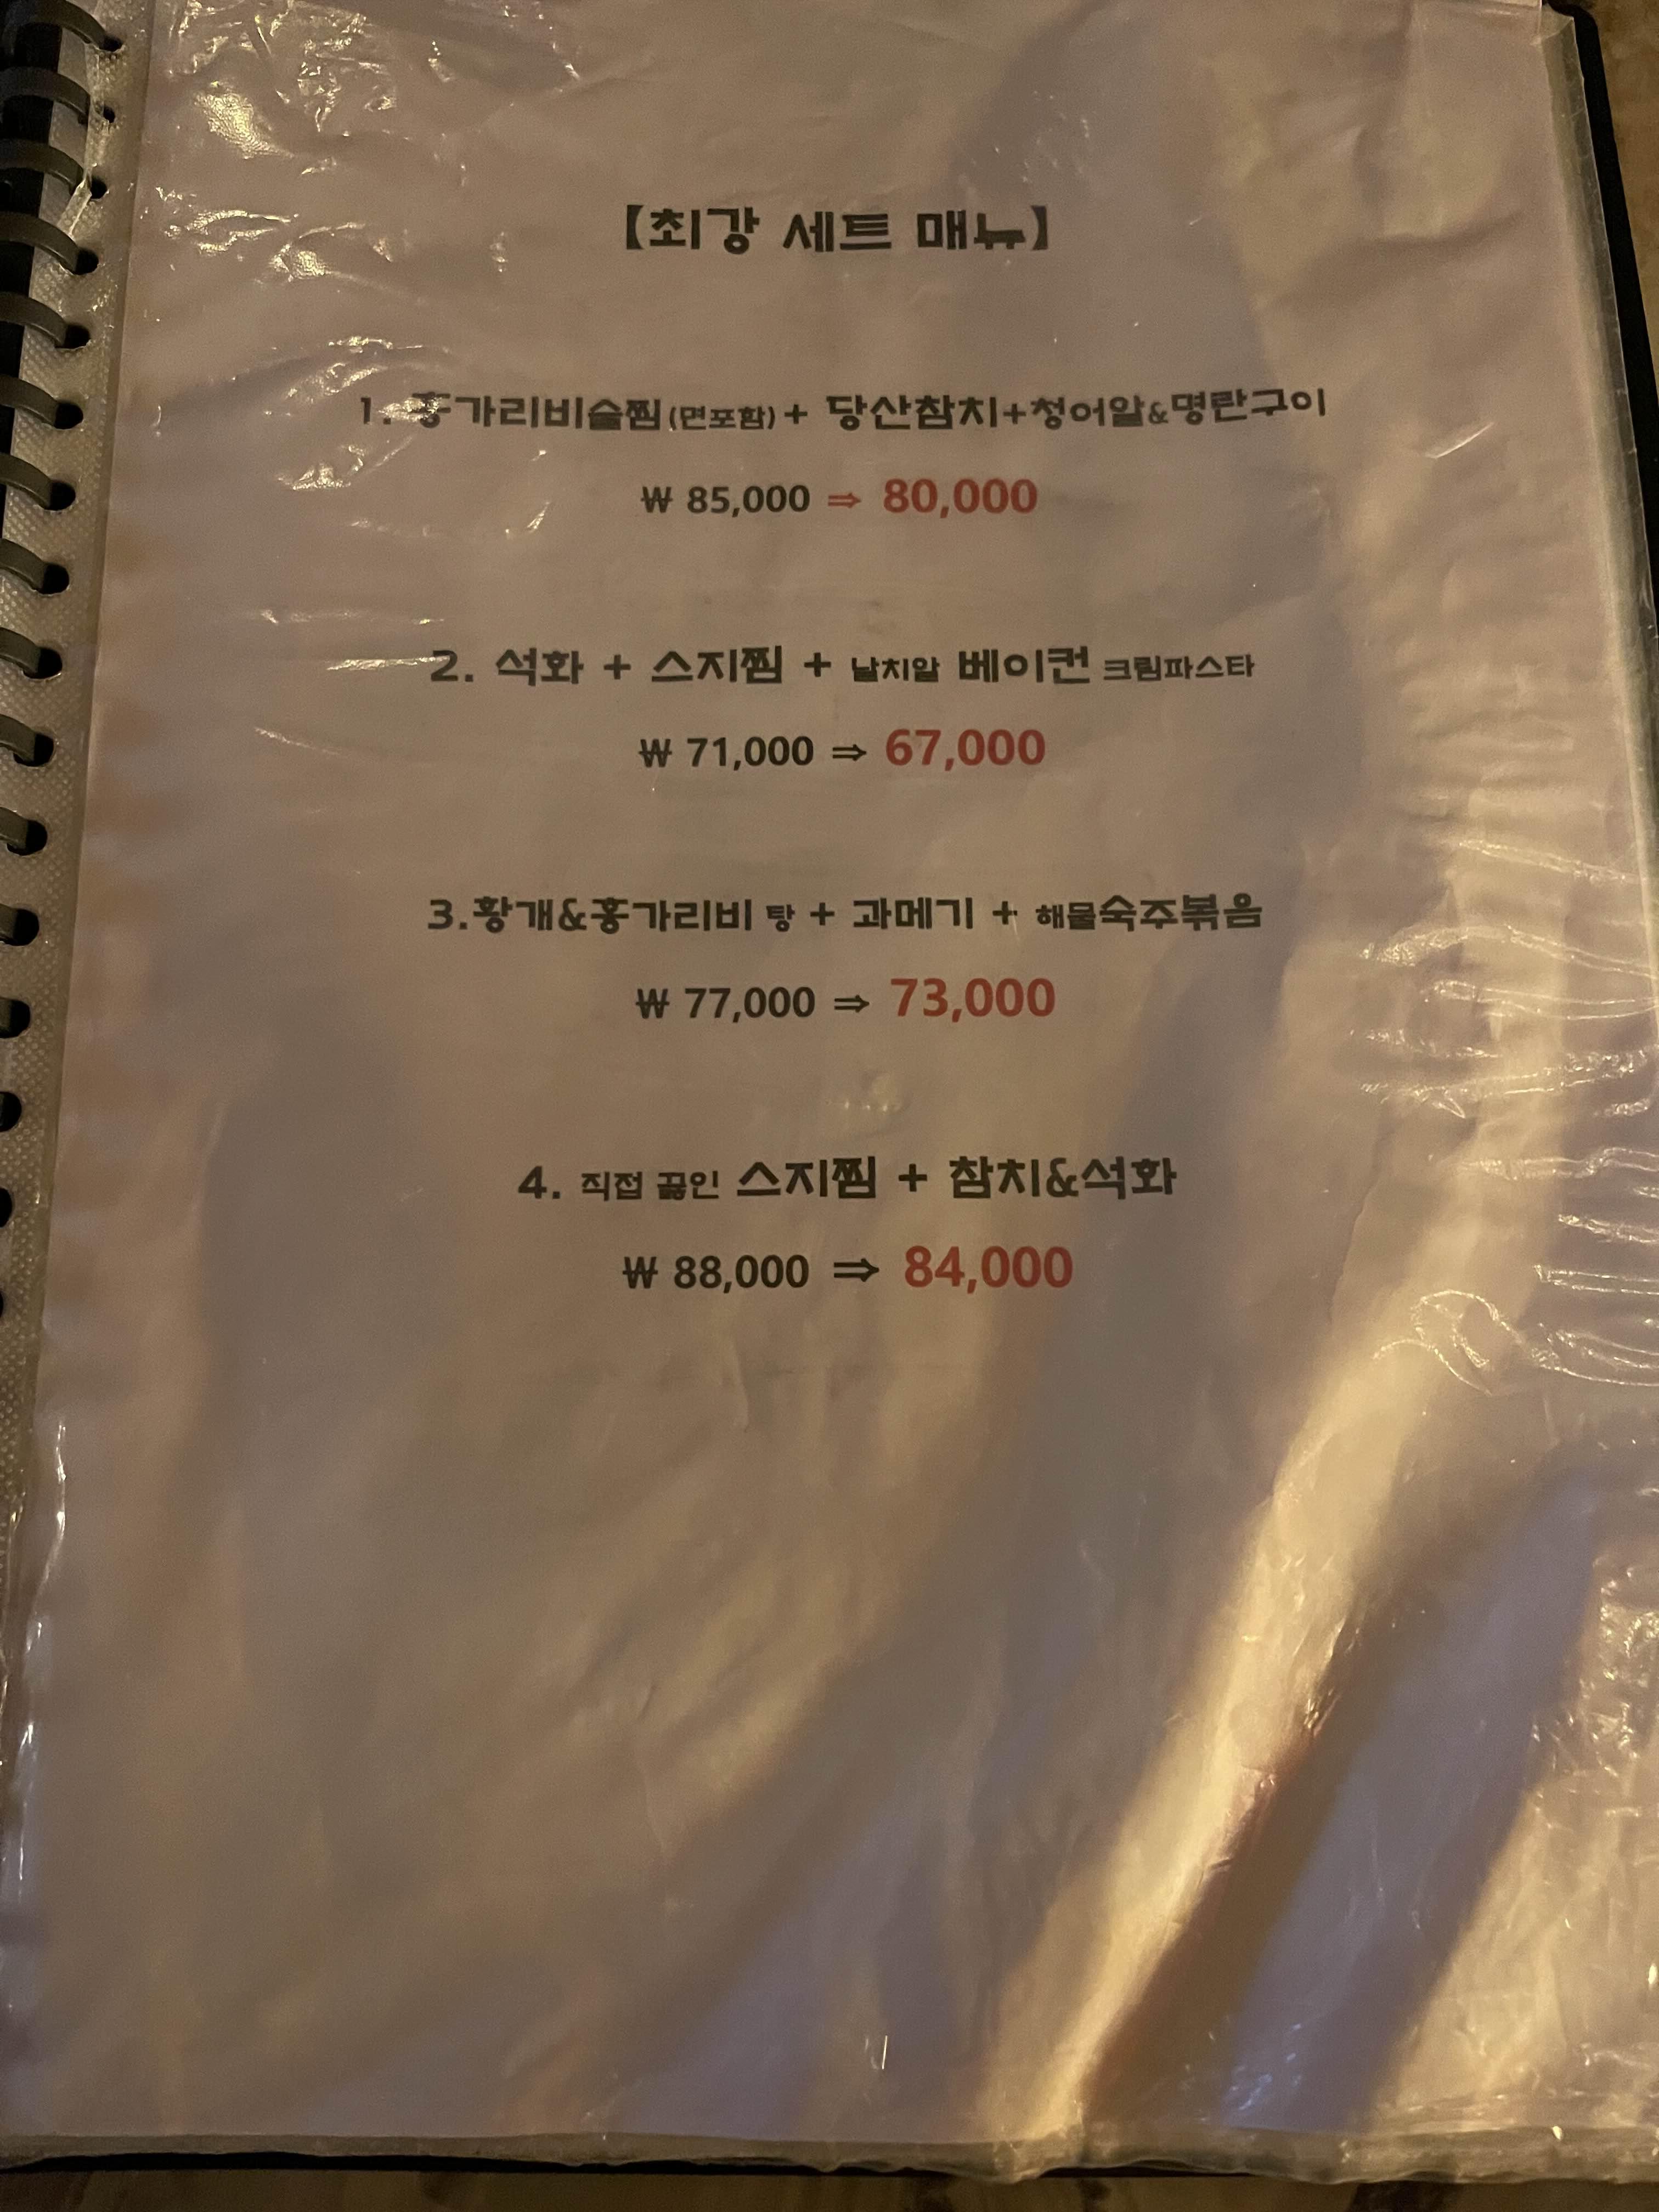 【최강 세트 매뉴】
1. 홍가리비술찜(면포함)+ 당산참치+청어알&명란구이
₩ 85,000 ⇒ 80,000
2. 석화 + 스지찜 + 날치알 베이컨 크림파스타
₩ 71,000 ⇒ 67,000
3.황개&홍가리비 탕 + 과메기 + 해물숙주볶음
₩ 77,000 ⇒ 73,000
4. 직접 끓인 스지찜 + 참치&석화
₩ 88,000 ⇒ 84,000